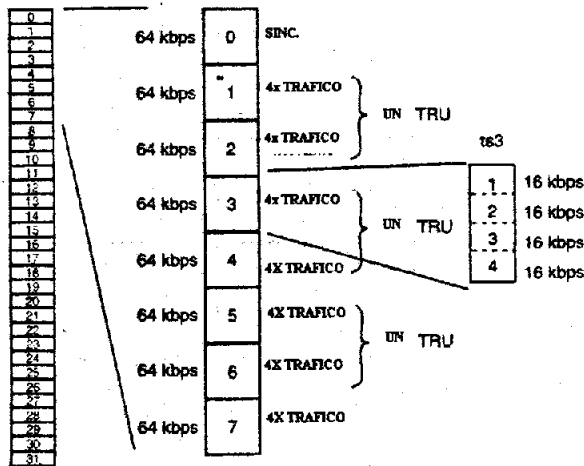 0
1
2
3
4
5
6
7
8
9
10
11
12
13
14
15
16
17
18
19
20
21
22
23
24
25
26
27
28
29
30
31
64 kbps 0 SINC.
64 kbps 1 4x TRAFICO
UN TRU
64 kbps 2 4x TRAFICO
64 kbps 3 4x TRAFICO
UN TRU
64 kbps 4 4X TRAFICO
64 kbps 5 4X TRAFICO
UN TRU
64 kbps 6 4X TRAFICO
64 kbps 7 4X TRAFICO
ts3
1 16 kbps
2 16 kbps
3 16 kbps
4 16 kbps